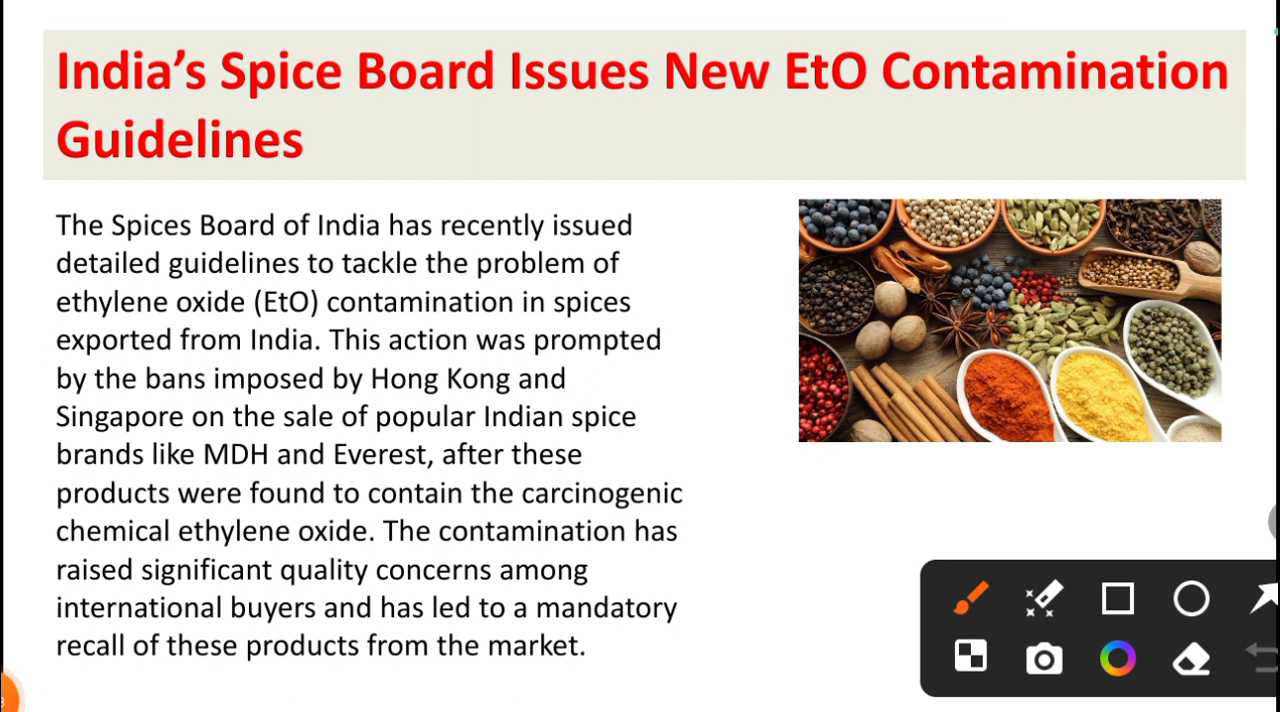 India’s Spice Board Issues New EtO Contamination
Guidelines
The Spices Board of India has recently issued
detailed guidelines to tackle the problem of
ethylene oxide (EtO) contamination in spices
exported from India. This action was prompted
by the bans imposed by Hong Kong and
Singapore on the sale of popular Indian spice
brands like MDH and Everest, after these
products were found to contain the carcinogenic
chemical ethylene oxide. The contamination has
raised significant quality concerns among
international buyers and has led to a mandatory
recall of these products from the market.